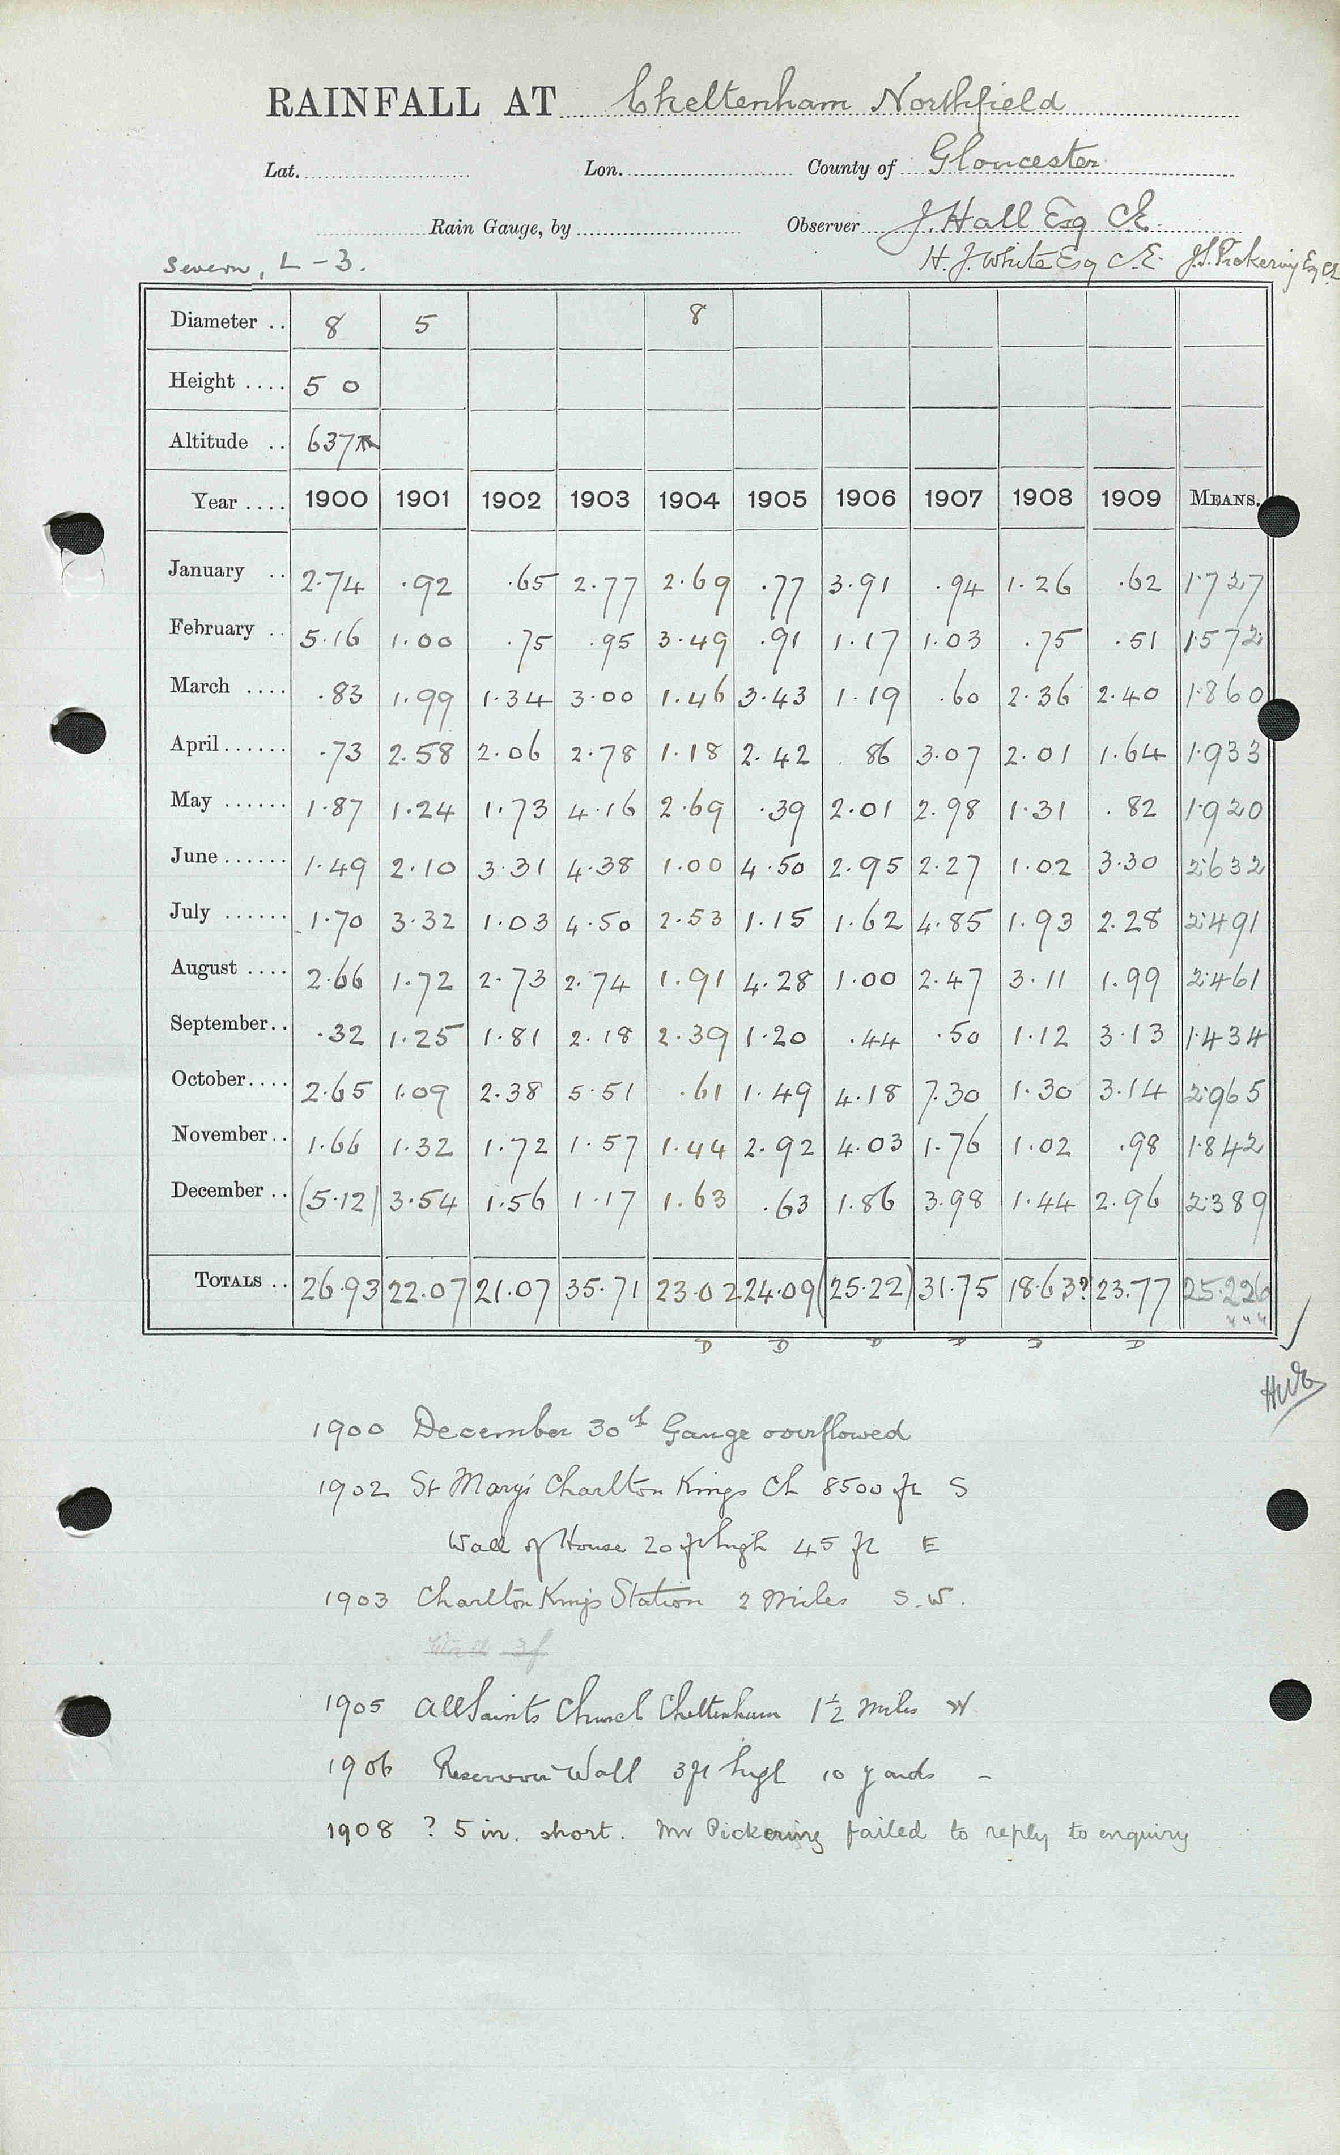 RAINFALL AT Cheltenham Northfield
Lat. Lon. County of Gloucester
Rain Gauge, by Observer J. Hall Esq C.E.
Severn, L-3. H. J. White Esq C.E. J.S. Pickering Esq CE
Diameter .. 8 5 8
Height .... 5 0
Altitude .. 637
Year .... 1900 1901 1902 1903 1904 1905 1906 1907 1908 1909 MEANS.
January .. 2.74 .92 .65 2.77 2.69 .77 3.91 .94 1.26 .62 1.727
February .. 5.16 1.00 .75 .95 3.49 .91 1.17 1.03 .75 .51 1.572
March .... .83 1.99 1.34 3.00 1.46 3.43 1.19 .60 2.36 2.40 1.860
April...... .73 2.58 2.06 2.78 1.18 2.42 86 3.07 2.01 1.64 1.933
May ...... 1.87 1.24 1.73 4.16 2.69 .39 2.01 2.98 1.31 .82 1.920
June...... 1.49 2.10 3.31 4.38 1.00 4.50 2.95 2.27 1.02 3.30 2.632
July ...... 1.70 3.32 1.03 4.50 2.53 1.15 1.62 4.85 1.93 2.28 2.491
August .... 2.66 1.72 2.73 2.74 1.91 4.28 1.00 2.47 3.11 1.99 2.461
September.. .32 1.25 1.81 2.18 2.39 1.20 .44 .50 1.12 3.13 1.434
October.... 2.65 1.09 2.38 5.51 .61 1.49 4.18 7.30 1.30 3.14 2.965
November.. 1.66 1.32 1.72 1.57 1.44 2.92 4.03 1.76 1.02 .98 1.842
December .. (5.12) 3.54 1.56 1.17 1.63 .63 1.86 3.98 1.44 2.96 2.389
TOTALS .. 26.93 22.07 21.07 35.71 23.02 24.09 (25.22) 31.75 18.63? 23.77 25.226
D D D D D D
1900 December 30th Gauge overflowed
1902 St Mary's Charlton Kings Ch 8500 ft S
Wall of House 20 ft high 45 ft E
1903 Charlton Kings Station 2 Miles S.W.
1905 All Saints Church Cheltenham 1½ miles W
1906 Reservoir Wall 3ft high 10 yards -
1908 ? 5 in. short. Mr Pickering failed to reply to enquiry